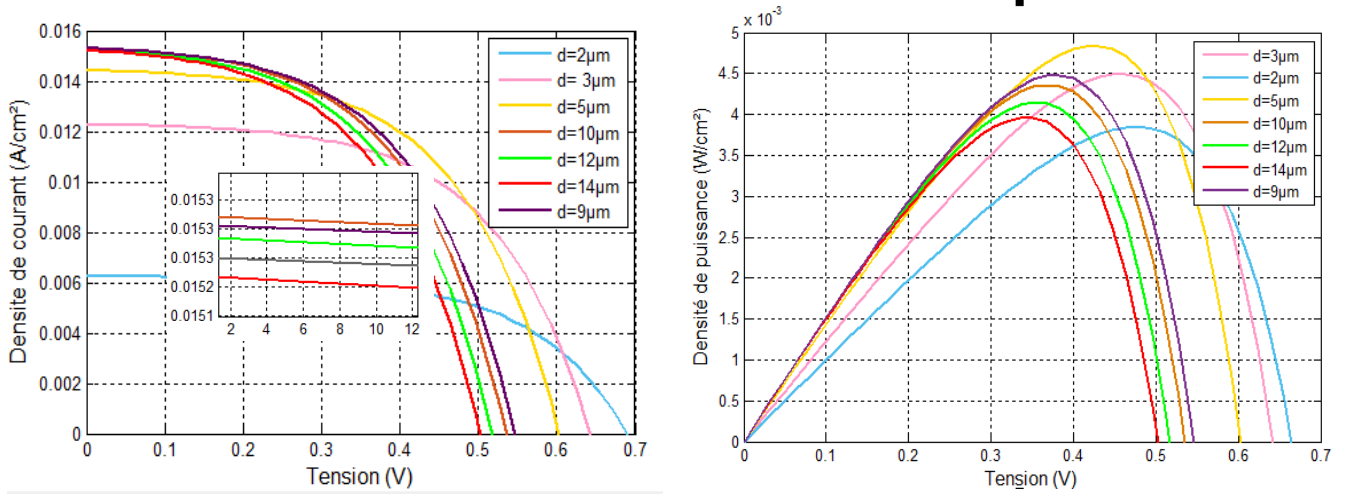 0.016
0.014
0.012
0.01
0.008
0.006
0.004
0.002
0
Densite de courant (A/cm²)
d=2µm
d= 3µm
d=5µm
d=10µm
d=12µm
d=14µm
d=9µm
0.0153
0.0153
0.0153
0.0152
0.0151
2 4 6 8 10 12
0 0.1 0.2 0.3 0.4 0.5 0.6 0.7
Tension (V)
x 10⁻³
5
4.5
4
3.5
3
2.5
2
1.5
1
0.5
0
Densité de puissance (W/cm²)
d=3µm
d=2µm
d=5µm
d=10µm
d=12µm
d=14µm
d=9µm
0 0.1 0.2 0.3 0.4 0.5 0.6 0.7
Tension (V)